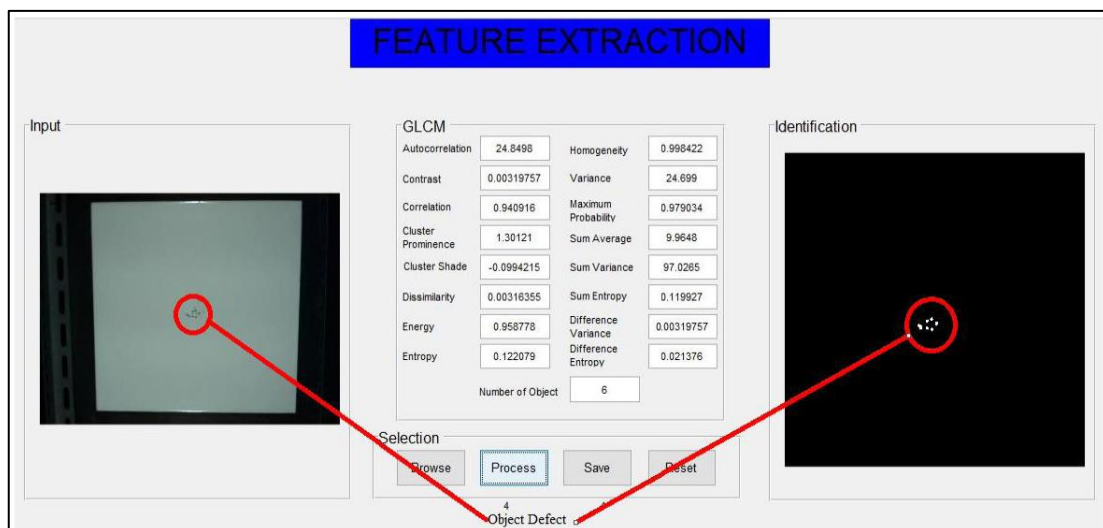 FEATURE EXTRACTION
Input
GLCM
Autocorrelation 24.8498 Homogeneity 0.998422
Contrast 0.00319757 Variance 24.699
Correlation 0.940916 Maximum Probability 0.979034
Cluster Prominence 1.30121 Sum Average 9.9648
Cluster Shade -0.0994215 Sum Variance 97.0265
Dissimilarity 0.00316355 Sum Entropy 0.119927
Energy 0.958778 Difference Variance 0.00319757
Entropy 0.122079 Difference Entropy 0.021376
Number of Object 6
Identification
Selection
Browse Process Save Reset
4
Object Defect